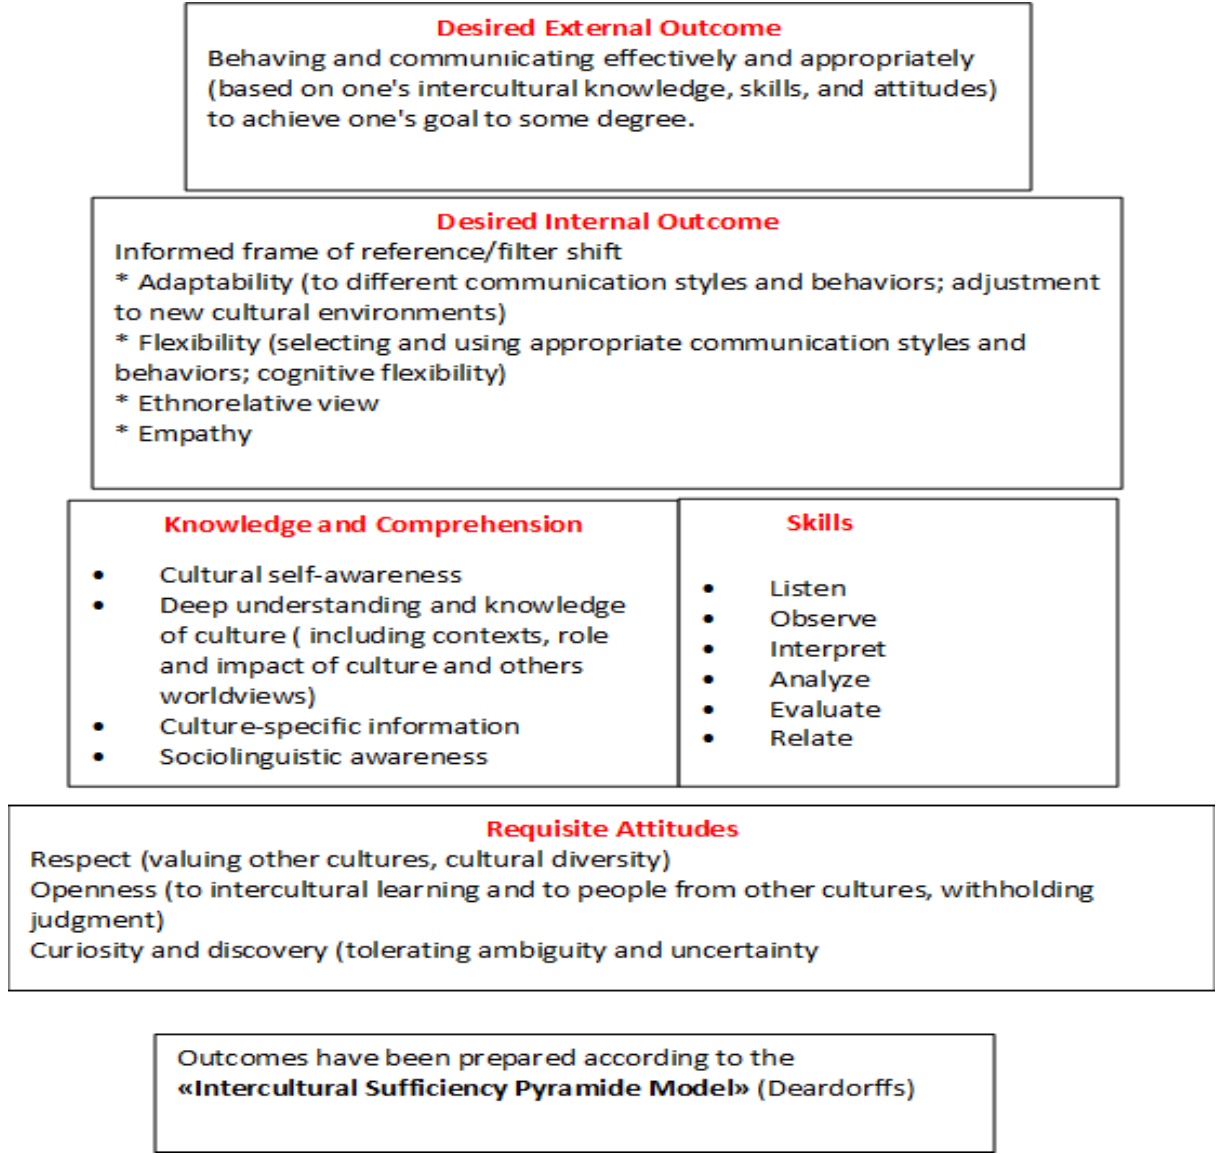 Desired External Outcome
Behaving and communicating effectively and appropriately
(based on one's intercultural knowledge, skills, and attitudes)
to achieve one's goal to some degree.
Desired Internal Outcome
Informed frame of reference/filter shift
* Adaptability (to different communication styles and behaviors; adjustment
to new cultural environments)
* Flexibility (selecting and using appropriate communication styles and
behaviors; cognitive flexibility)
* Ethnorelative view
* Empathy
Knowledge and Comprehension
• Cultural self-awareness
• Deep understanding and knowledge
of culture ( including contexts, role
and impact of culture and others
worldviews)
• Culture-specific information
• Sociolinguistic awareness
Skills
• Listen
• Observe
• Interpret
• Analyze
• Evaluate
• Relate
Requisite Attitudes
Respect (valuing other cultures, cultural diversity)
Openness (to intercultural learning and to people from other cultures, withholding
judgment)
Curiosity and discovery (tolerating ambiguity and uncertainty
Outcomes have been prepared according to the
«Intercultural Sufficiency Pyramide Model» (Deardorffs)